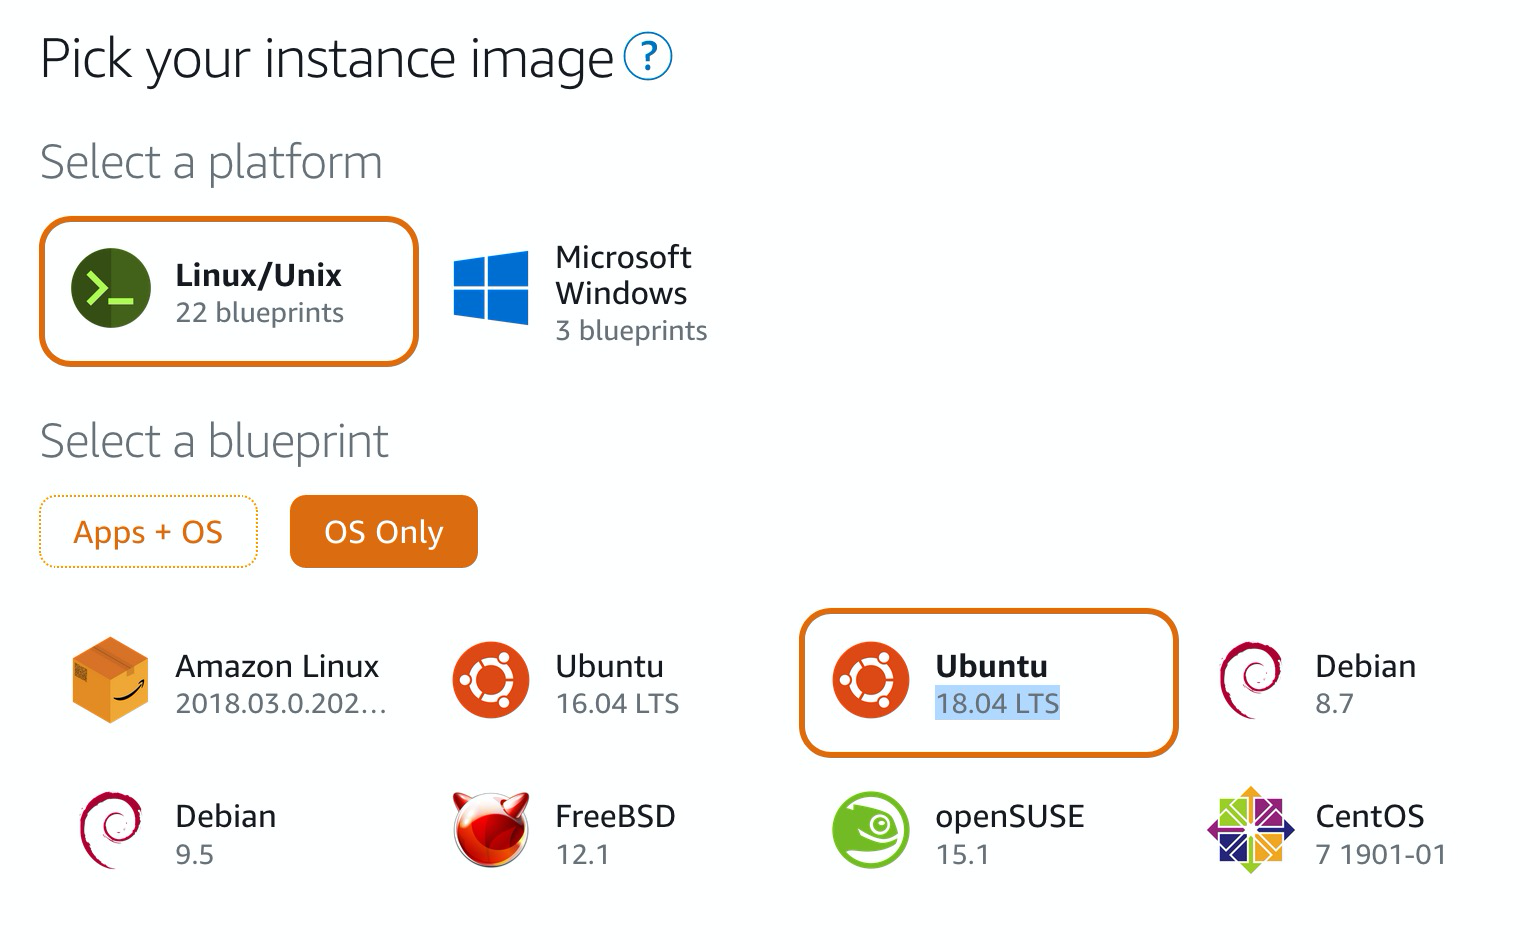 Pick your instance image ?
Select a platform
Linux/Unix
22 blueprints
Microsoft
Windows
3 blueprints
Select a blueprint
Apps + OS
OS Only
Amazon Linux
2018.03.0.202...
Ubuntu
16.04 LTS
Ubuntu
18.04 LTS
Debian
8.7
Debian
9.5
FreeBSD
12.1
openSUSE
15.1
CentOS
7 1901-01